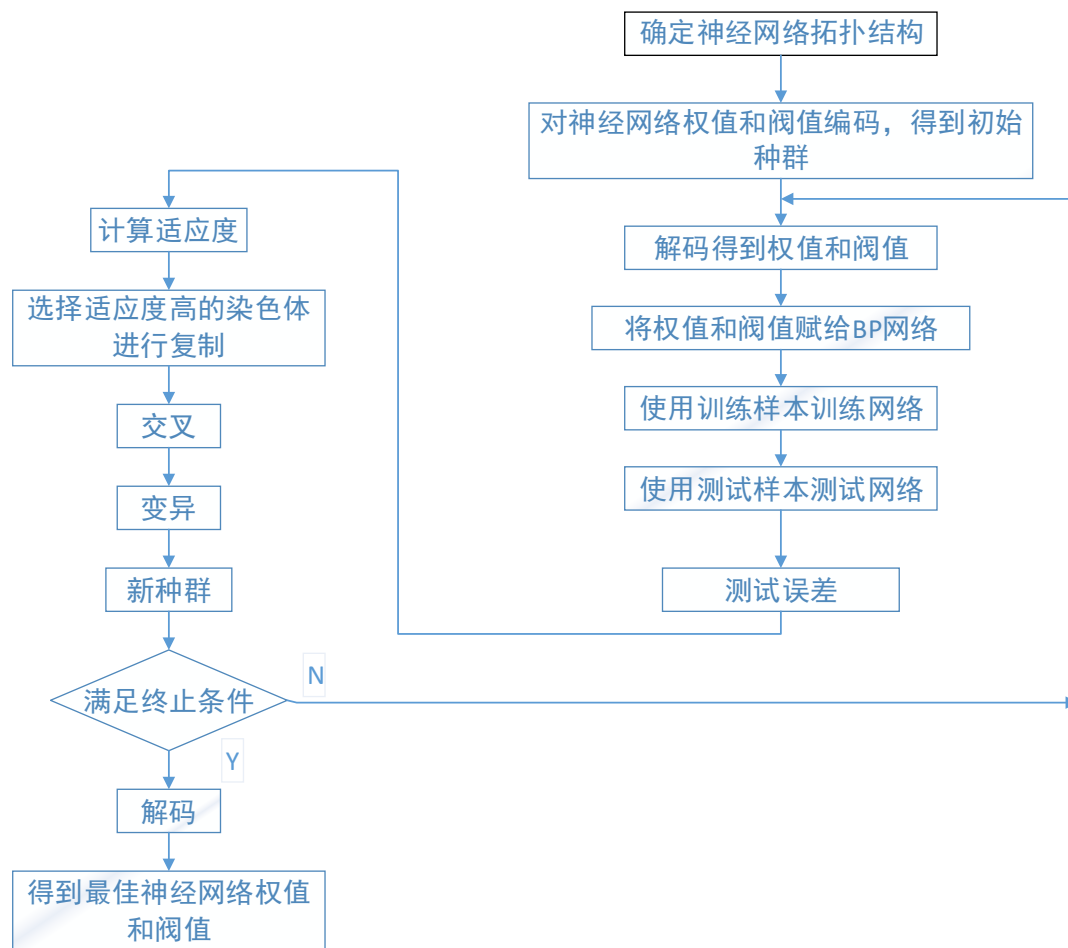 确定神经网络拓扑结构
对神经网络权值和阀值编码，得到初始
种群
解码得到权值和阀值
将权值和阀值赋给BP网络
使用训练样本训练网络
使用测试样本测试网络
测试误差
计算适应度
选择适应度高的染色体
进行复制
交叉
变异
新种群
满足终止条件
N
Y
解码
得到最佳神经网络权值
和阀值